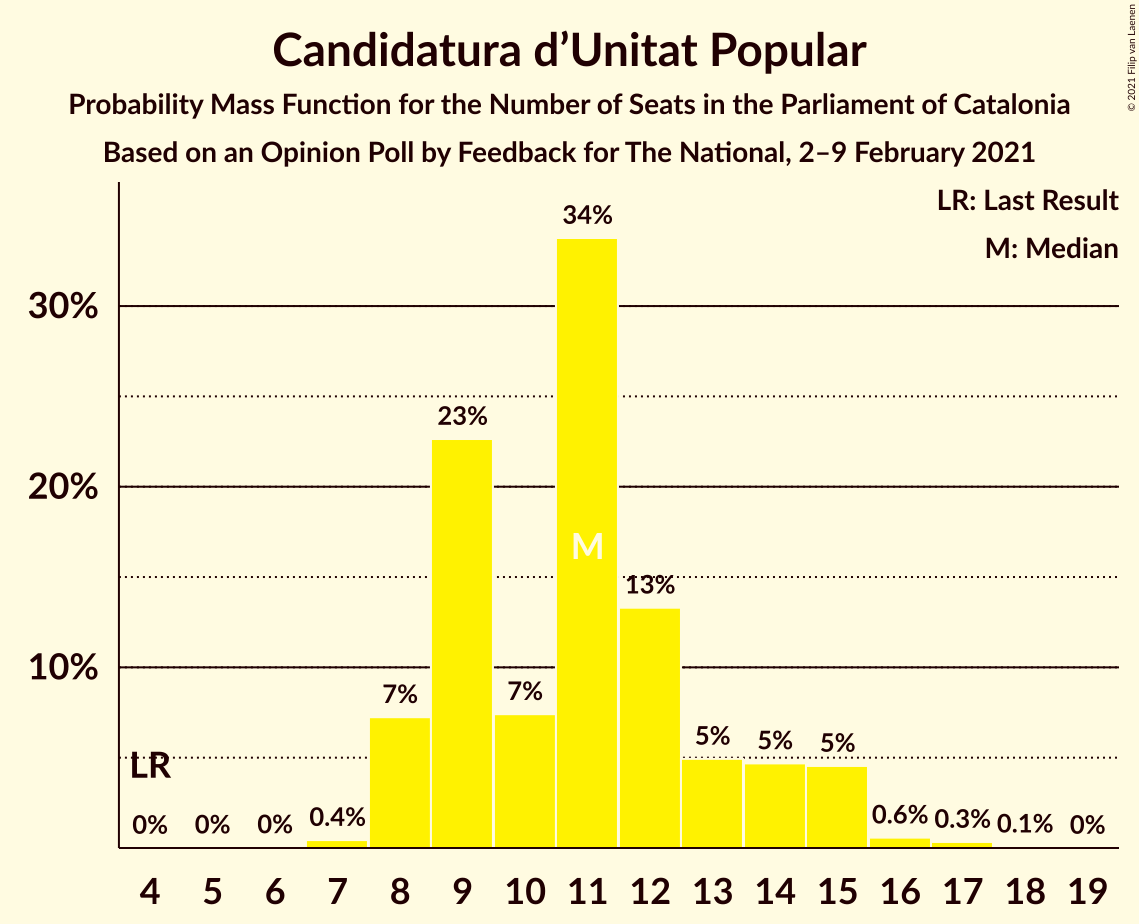 Candidatura d’Unitat Popular
Probability Mass Function for the Number of Seats in the Parliament of Catalonia
Based on an Opinion Poll by Feedback for The National, 2–9 February 2021
© 2021 Filip van Laenen
LR: Last Result
M: Median
34%
30%
23%
20%
M
13%
10%
7%
7%
5%
5%
5%
LR
0%
0%
0%
0.4%
0.6%
0.3%
0.1%
0%
4 5 6 7 8 9 10 11 12 13 14 15 16 17 18 19